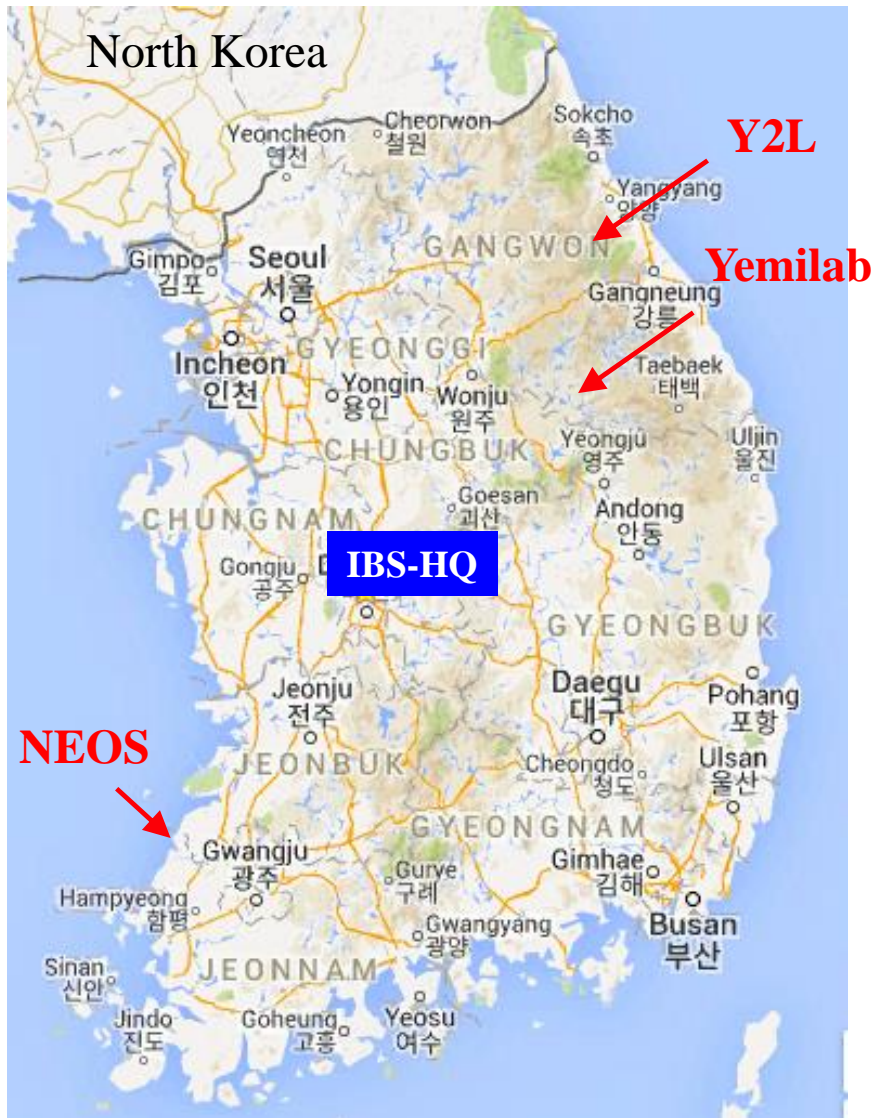 North Korea
Cheorwon
철원
Sokcho
속초
Yeoncheon
연천
Y2L
Yangyang
양양
GANGWON
Gimpo
김포
Seoul
서울
Yemilab
Gangneung
강릉
Incheon
인천
GYEONGGI
Yongin
용인
Wonju
원주
Taebaek
태백
CHUNGBUK
Yeongju
영주
Uljin
울진
Goesan
괴산
Andong
안동
CHUNGNAM
Gongju
공주
IBS-HQ
GYEONGBUK
Jeonju
전주
Daegu
대구
Pohang
포항
NEOS
JEONBUK
Cheongdo
청도
Ulsan
울산
GYEONGNAM
Gwangju
광주
Gurye
구례
Gimhae
김해
Hampyeong
함평
Gwangyang
광양
Busan
부산
Sinan
신안
JEONNAM
Jindo
진도
Goheung
고흥
Yeosu
여수